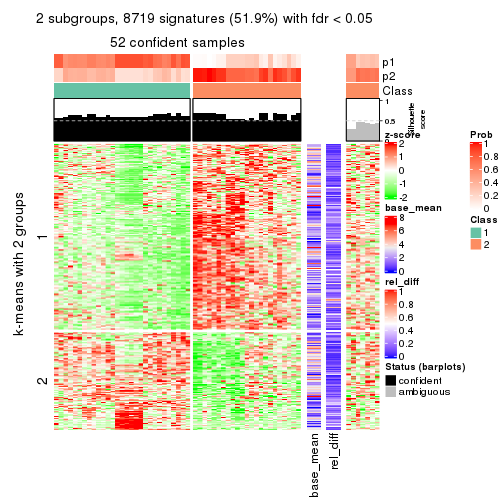 2 subgroups, 8719 signatures (51.9%) with fdr < 0.05
52 confident samples
p1
p2
Class
1
0.5
0
Silhouette
score
k-means with 2 groups
1
2
base_mean
rel_diff
z-score
2
1
0
-1
-2
base_mean
8
6
4
2
0
rel_diff
1
0.8
0.6
0.4
0.2
0
Status (barplots)
confident
ambiguous
Prob
1
0.8
0.6
0.4
0.2
0
Class
1
2